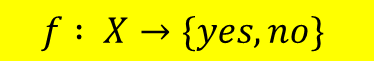 f : X → {yes, no}